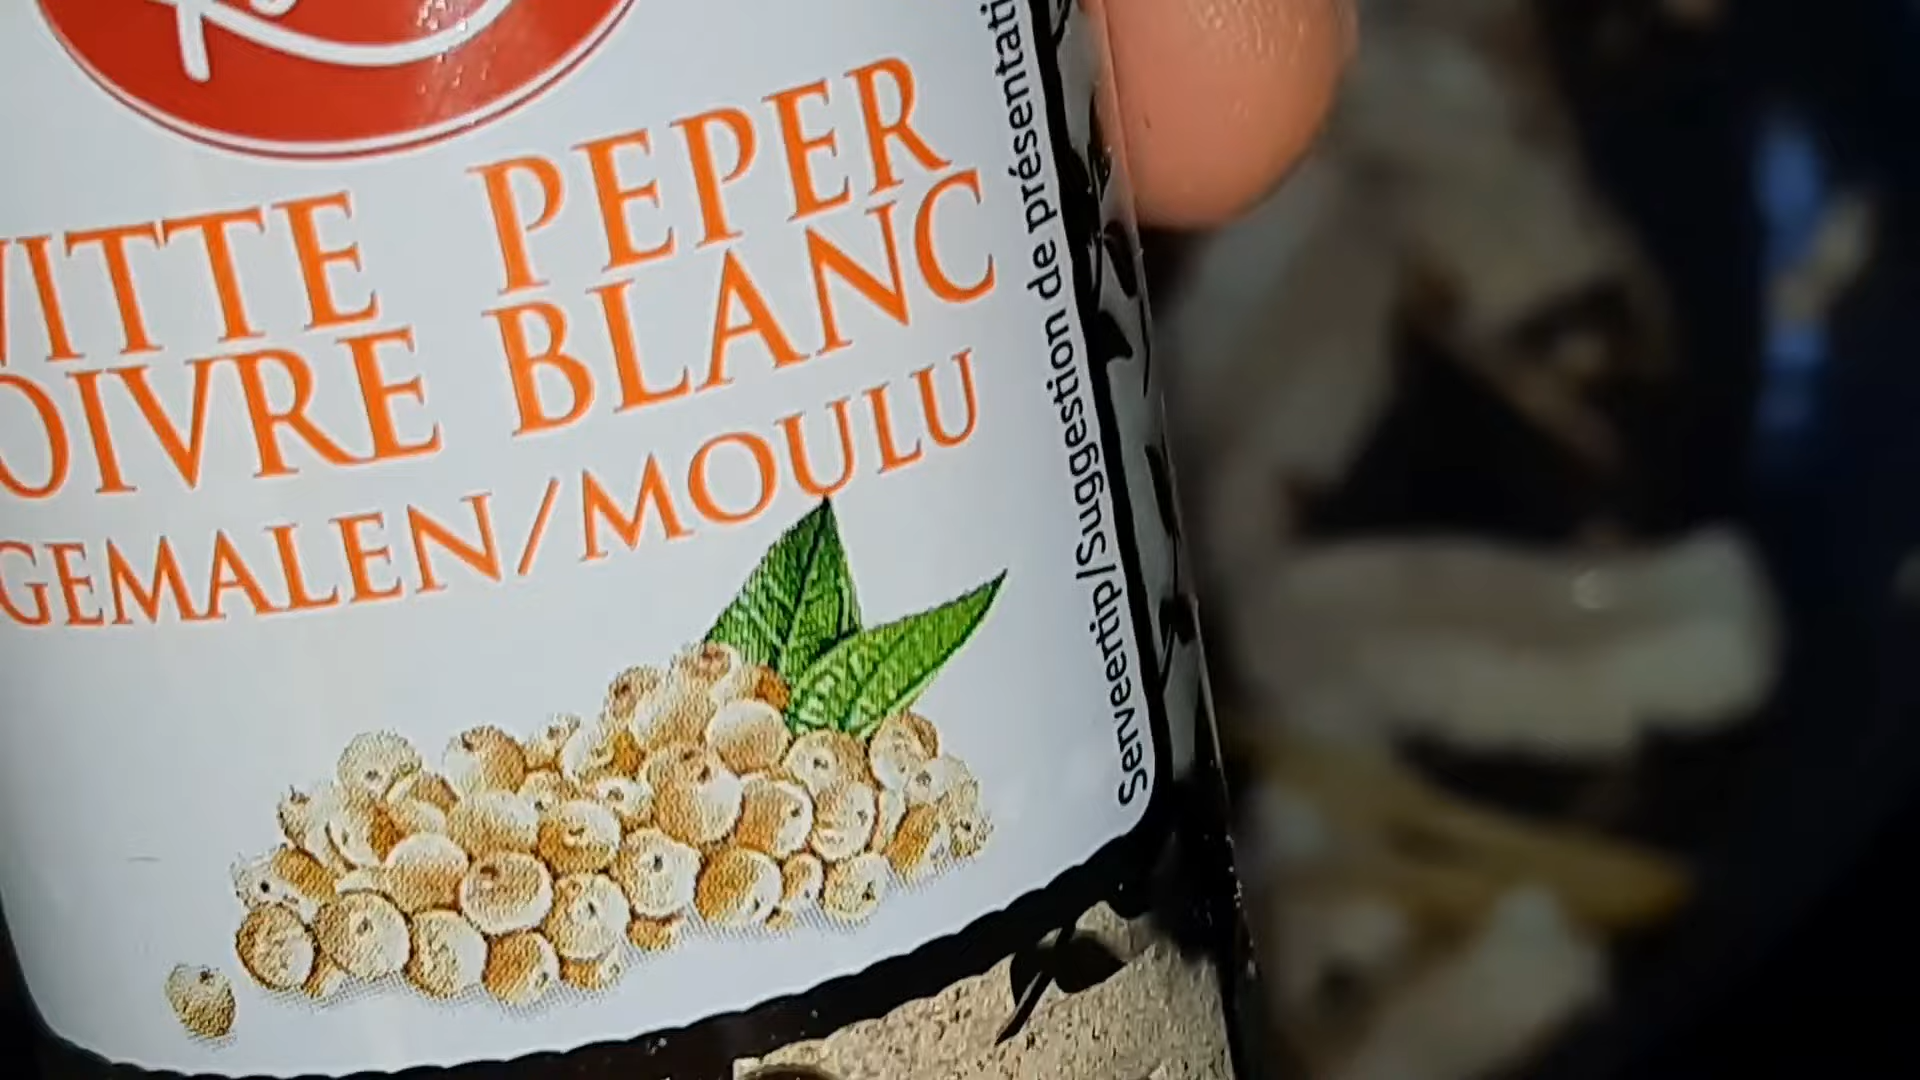 WITTE PEPER
POIVRE BLANC
GEMALEN/MOULU
Serveertip/Suggestion de présentati